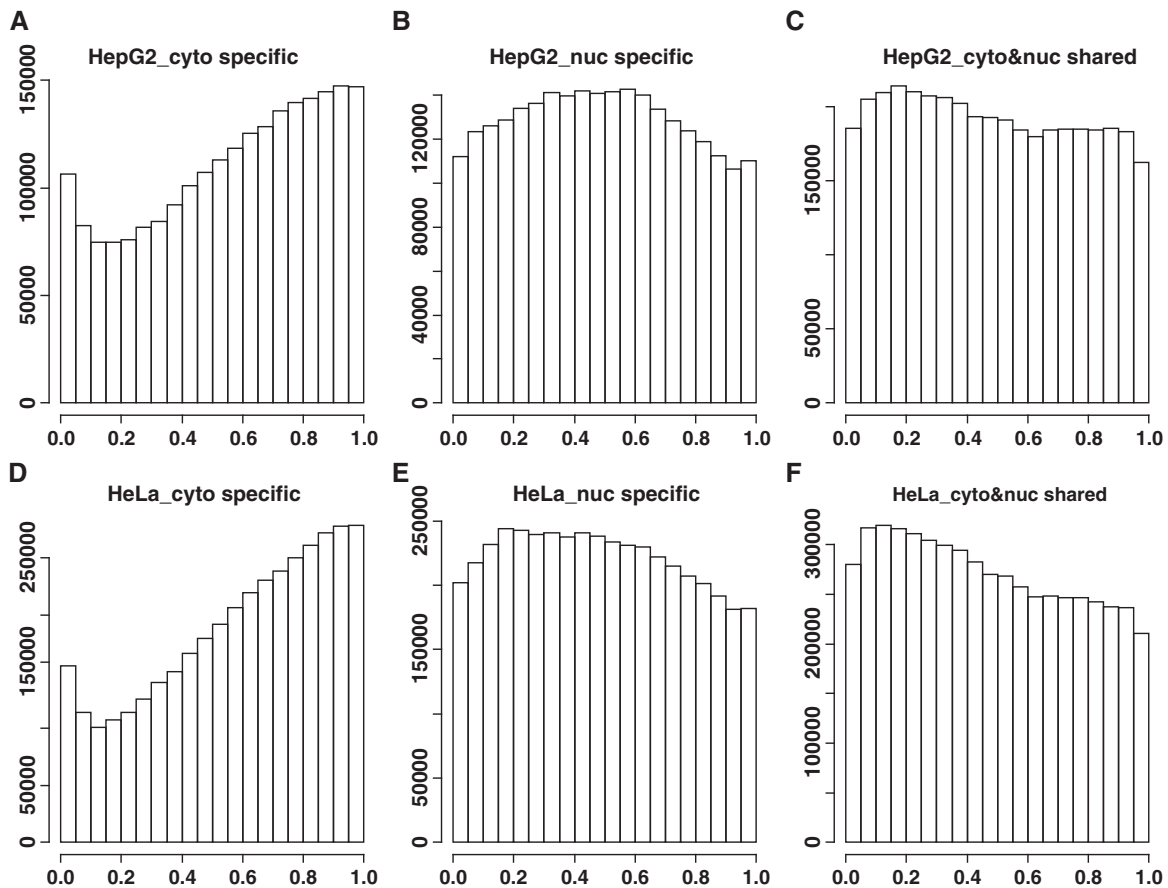 A
B
C
HepG2_cyto specific
HepG2_nuc specific
HepG2_cyto&nuc shared
150000
100000
50000
0
0.0 0.2 0.4 0.6 0.8 1.0
120000
80000
40000
0
0.0 0.2 0.4 0.6 0.8 1.0
150000
50000
0
0.0 0.2 0.4 0.6 0.8 1.0
D
E
F
HeLa_cyto specific
HeLa_nuc specific
HeLa_cyto&nuc shared
250000
150000
50000
0
0.0 0.2 0.4 0.6 0.8 1.0
250000
150000
50000
0
0.0 0.2 0.4 0.6 0.8 1.0
300000
200000
100000
0
0.0 0.2 0.4 0.6 0.8 1.0